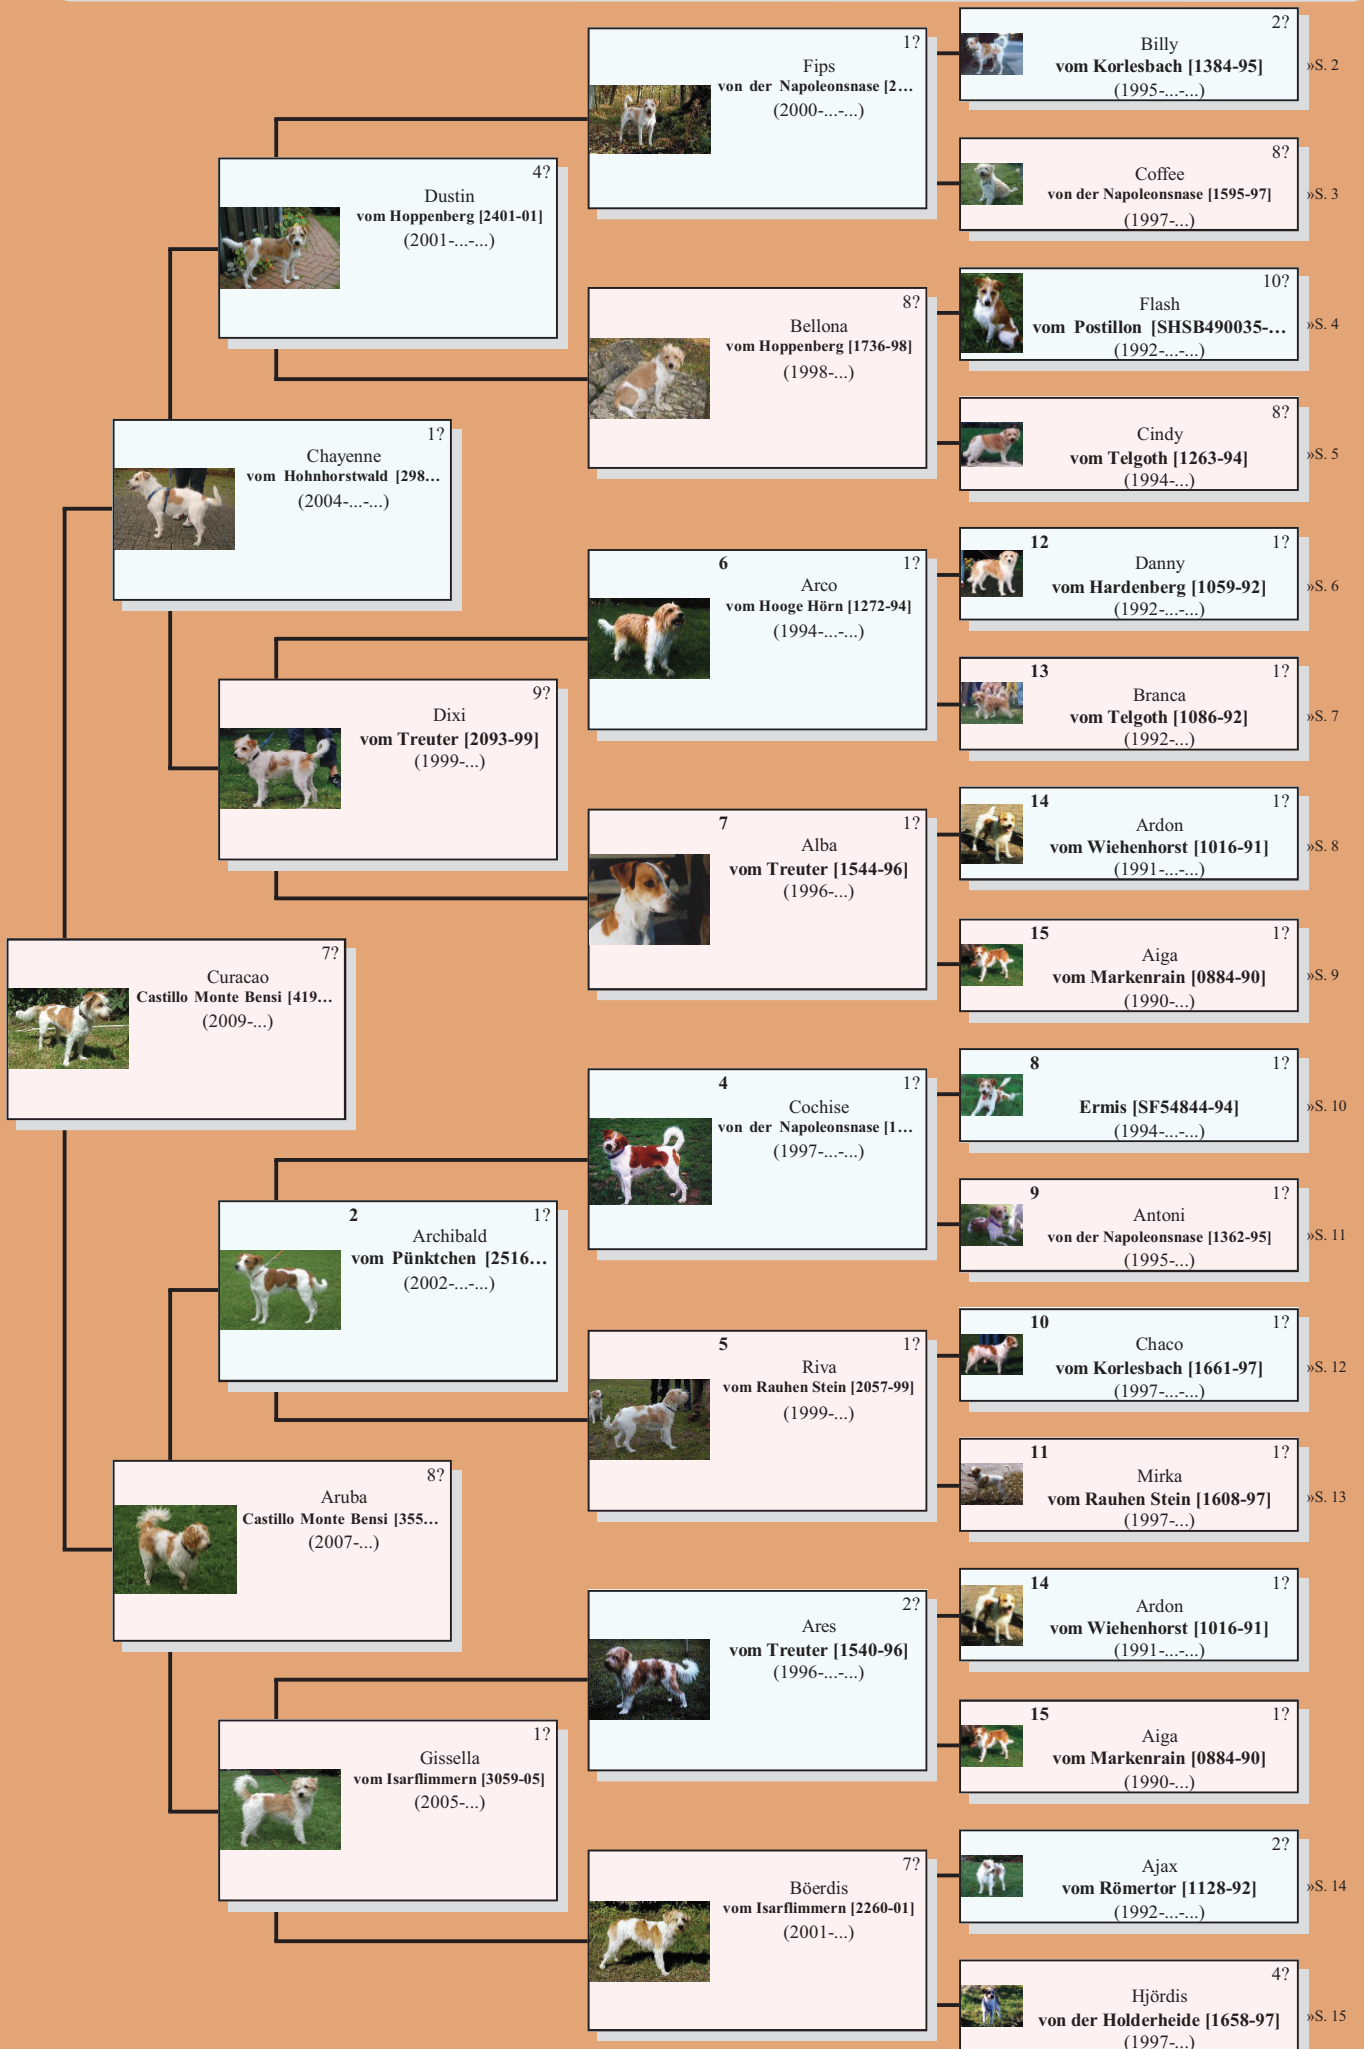 2?
Billy
vom Korlesbach [1384-95]
(1995-...-...)
»S. 2
1?
Fips
von der Napoleonsnase [2…
(2000-...-...)
8?
Coffee
von der Napoleonsnase [1595-97]
(1997-...)
»S. 3
4?
Dustin
vom Hoppenberg [2401-01]
(2001-...-...)
10?
Flash
vom Postillon [SHSB490035-…
(1992-...-...)
»S. 4
8?
Bellona
vom Hoppenberg [1736-98]
(1998-...)
8?
Cindy
vom Telgoth [1263-94]
(1994-...)
»S. 5
1?
Chayenne
vom Hohnhorstwald [298…
(2004-...-...)
12 1?
Danny
vom Hardenberg [1059-92]
(1992-...-...)
»S. 6
6 1?
Arco
vom Hooge Hörn [1272-94]
(1994-...-...)
13 1?
Branca
vom Telgoth [1086-92]
(1992-...)
»S. 7
9?
Dixi
vom Treuter [2093-99]
(1999-...)
14 1?
Ardon
vom Wiehenhorst [1016-91]
(1991-...-...)
»S. 8
7 1?
Alba
vom Treuter [1544-96]
(1996-...)
15 1?
Aiga
vom Markenrain [0884-90]
(1990-...)
»S. 9
7?
Curacao
Castillo Monte Bensi [419…
(2009-...)
8 1?
Ermis [SF54844-94]
(1994-...-...)
»S. 10
4 1?
Cochise
von der Napoleonsnase [1…
(1997-...-...)
9 1?
Antoni
von der Napoleonsnase [1362-95]
(1995-...)
»S. 11
2 1?
Archibald
vom Pünktchen [2516…
(2002-...-...)
10 1?
Chaco
vom Korlesbach [1661-97]
(1997-...-...)
»S. 12
5 1?
Riva
vom Rauhen Stein [2057-99]
(1999-...)
11 1?
Mirka
vom Rauhen Stein [1608-97]
(1997-...)
»S. 13
8?
Aruba
Castillo Monte Bensi [355…
(2007-...)
14 1?
Ardon
vom Wiehenhorst [1016-91]
(1991-...-...)
2?
Ares
vom Treuter [1540-96]
(1996-...-...)
15 1?
Aiga
vom Markenrain [0884-90]
(1990-...)
1?
Gissella
vom Isarflimmern [3059-05]
(2005-...)
2?
Ajax
vom Römertor [1128-92]
(1992-...-...)
»S. 14
7?
Böerdis
vom Isarflimmern [2260-01]
(2001-...)
4?
Hjördis
von der Holderheide [1658-97]
(1997-...)
»S. 15